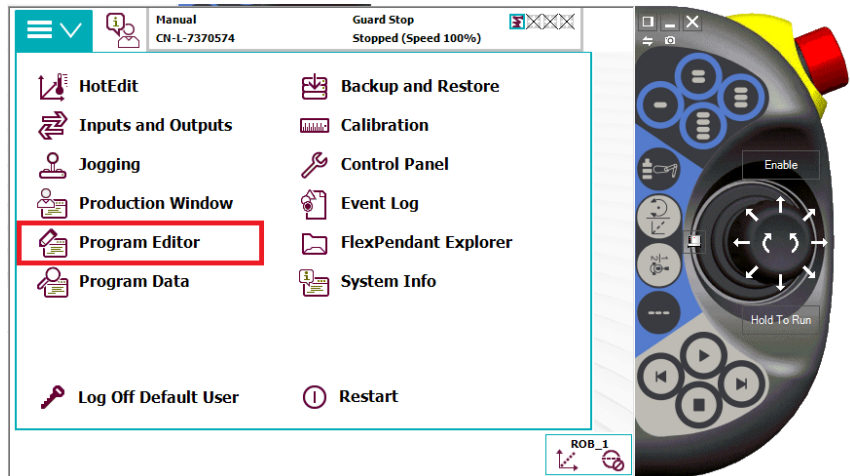 Manual
CN-L-7370574
Guard Stop
Stopped (Speed 100%)
HotEdit
Inputs and Outputs
Jogging
Production Window
Program Editor
Program Data
Backup and Restore
Calibration
Control Panel
Event Log
FlexPendant Explorer
System Info
Log Off Default User
Restart
ROB_1
Enable
Hold To Run